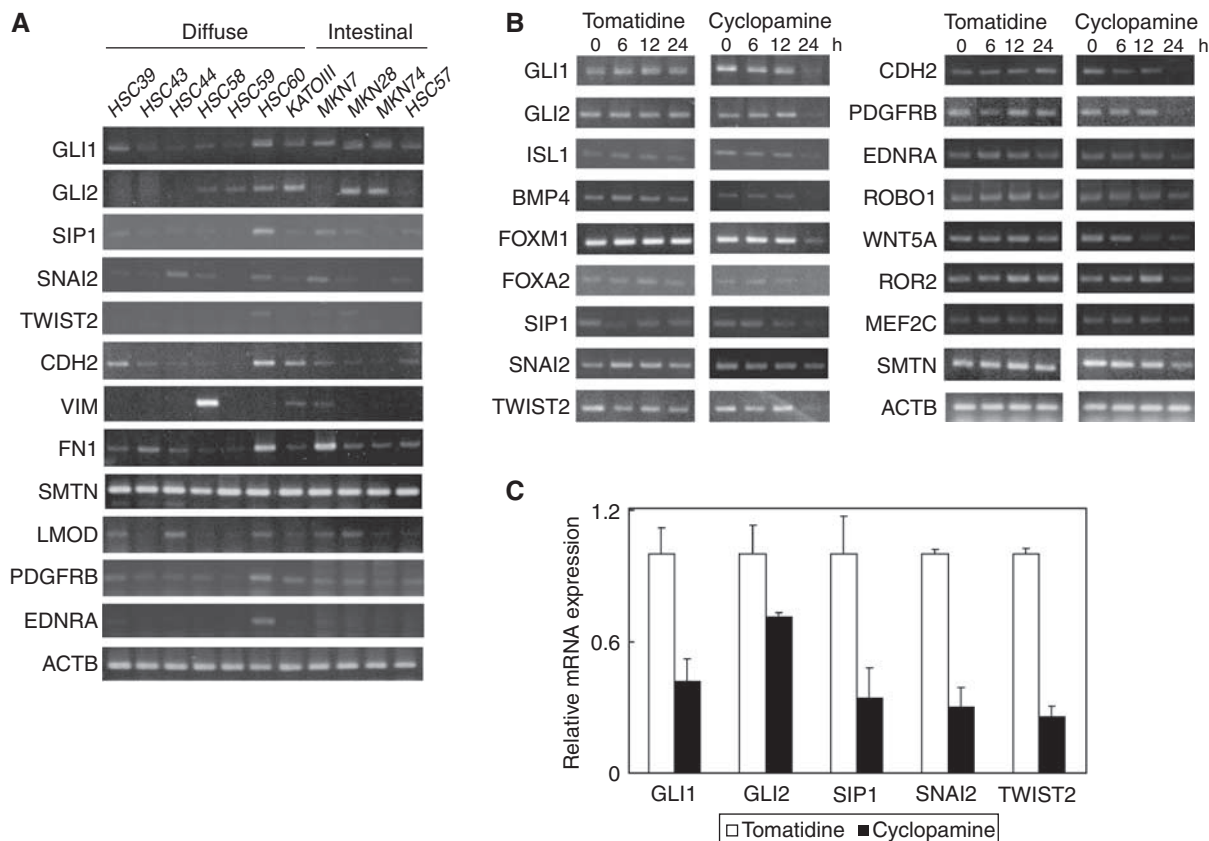 A
Diffuse Intestinal
HSC39 HSC43 HSC44 HSC58 HSC59 HSC60 KATOIII MKN7 MKN28 MKN74 HSC57
GLI1
GLI2
SIP1
SNAI2
TWIST2
CDH2
VIM
FN1
SMTN
LMOD
PDGFRB
EDNRA
ACTB
B
Tomatidine Cyclopamine
0 6 12 24 0 6 12 24 h
GLI1
GLI2
ISL1
BMP4
FOXM1
FOXA2
SIP1
SNAI2
TWIST2
Tomatidine Cyclopamine
0 6 12 24 0 6 12 24 h
CDH2
PDGFRB
EDNRA
ROBO1
WNT5A
ROR2
MEF2C
SMTN
ACTB
C
Relative mRNA expression
1.2
0.6
0
GLI1 GLI2 SIP1 SNAI2 TWIST2
Tomatidine Cyclopamine